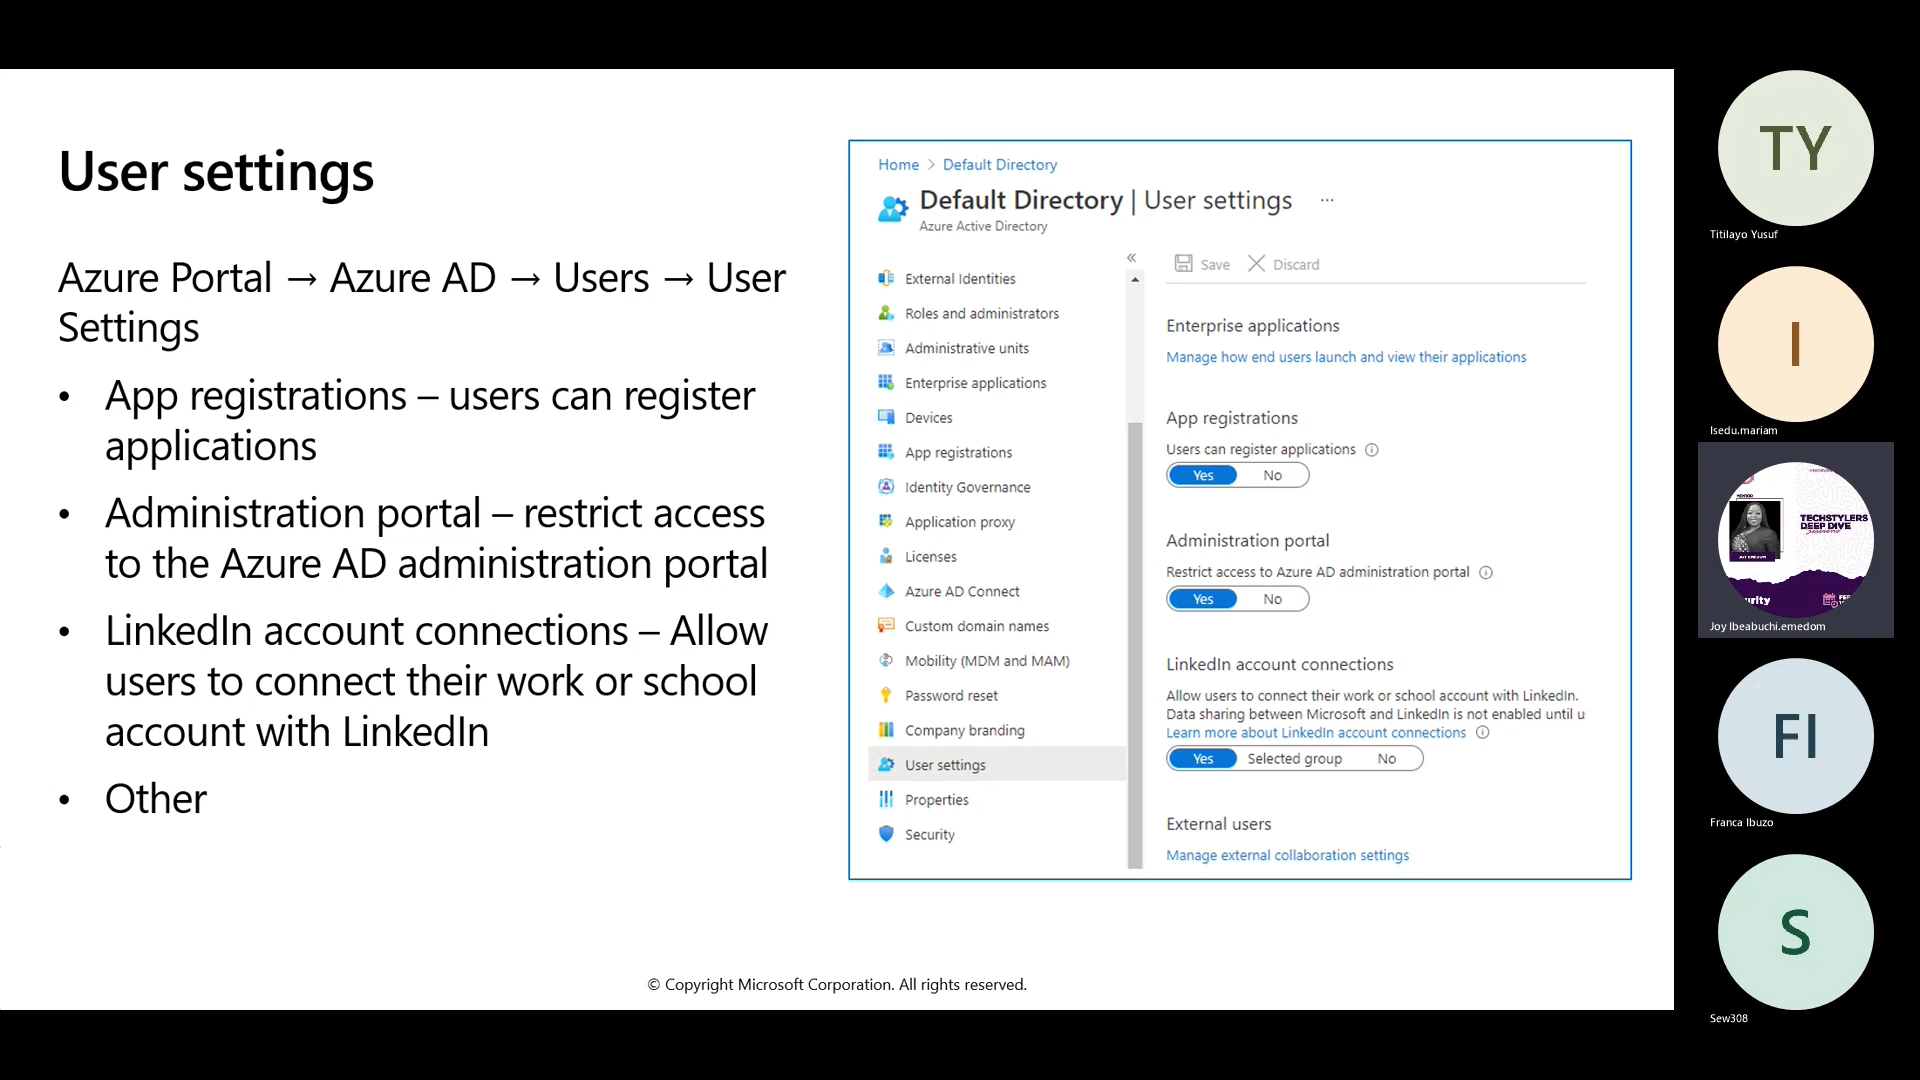 User settings
Azure Portal → Azure AD → Users → User
Settings
• App registrations – users can register
applications
• Administration portal – restrict access
to the Azure AD administration portal
• LinkedIn account connections – Allow
users to connect their work or school
account with LinkedIn
• Other
Home > Default Directory
Default Directory | User settings ...
Azure Active Directory
«
External Identities
Roles and administrators
Administrative units
Enterprise applications
Devices
App registrations
Identity Governance
Application proxy
Licenses
Azure AD Connect
Custom domain names
Mobility (MDM and MAM)
Password reset
Company branding
User settings
Properties
Security
Save Discard
Enterprise applications
Manage how end users launch and view their applications
App registrations
Users can register applications
Yes No
Administration portal
Restrict access to Azure AD administration portal
Yes No
LinkedIn account connections
Allow users to connect their work or school account with LinkedIn.
Data sharing between Microsoft and LinkedIn is not enabled until u
Learn more about LinkedIn account connections
Yes Selected group No
External users
Manage external collaboration settings
© Copyright Microsoft Corporation. All rights reserved.
TY
Titilayo Yusuf
I
Isedu.mariam
MENTOR
TECHSTYLERS
DEEP DIVE
urity
FE
Joy Ibeabuchi.emedom
FI
Franca Ibuzo
S
Sew308